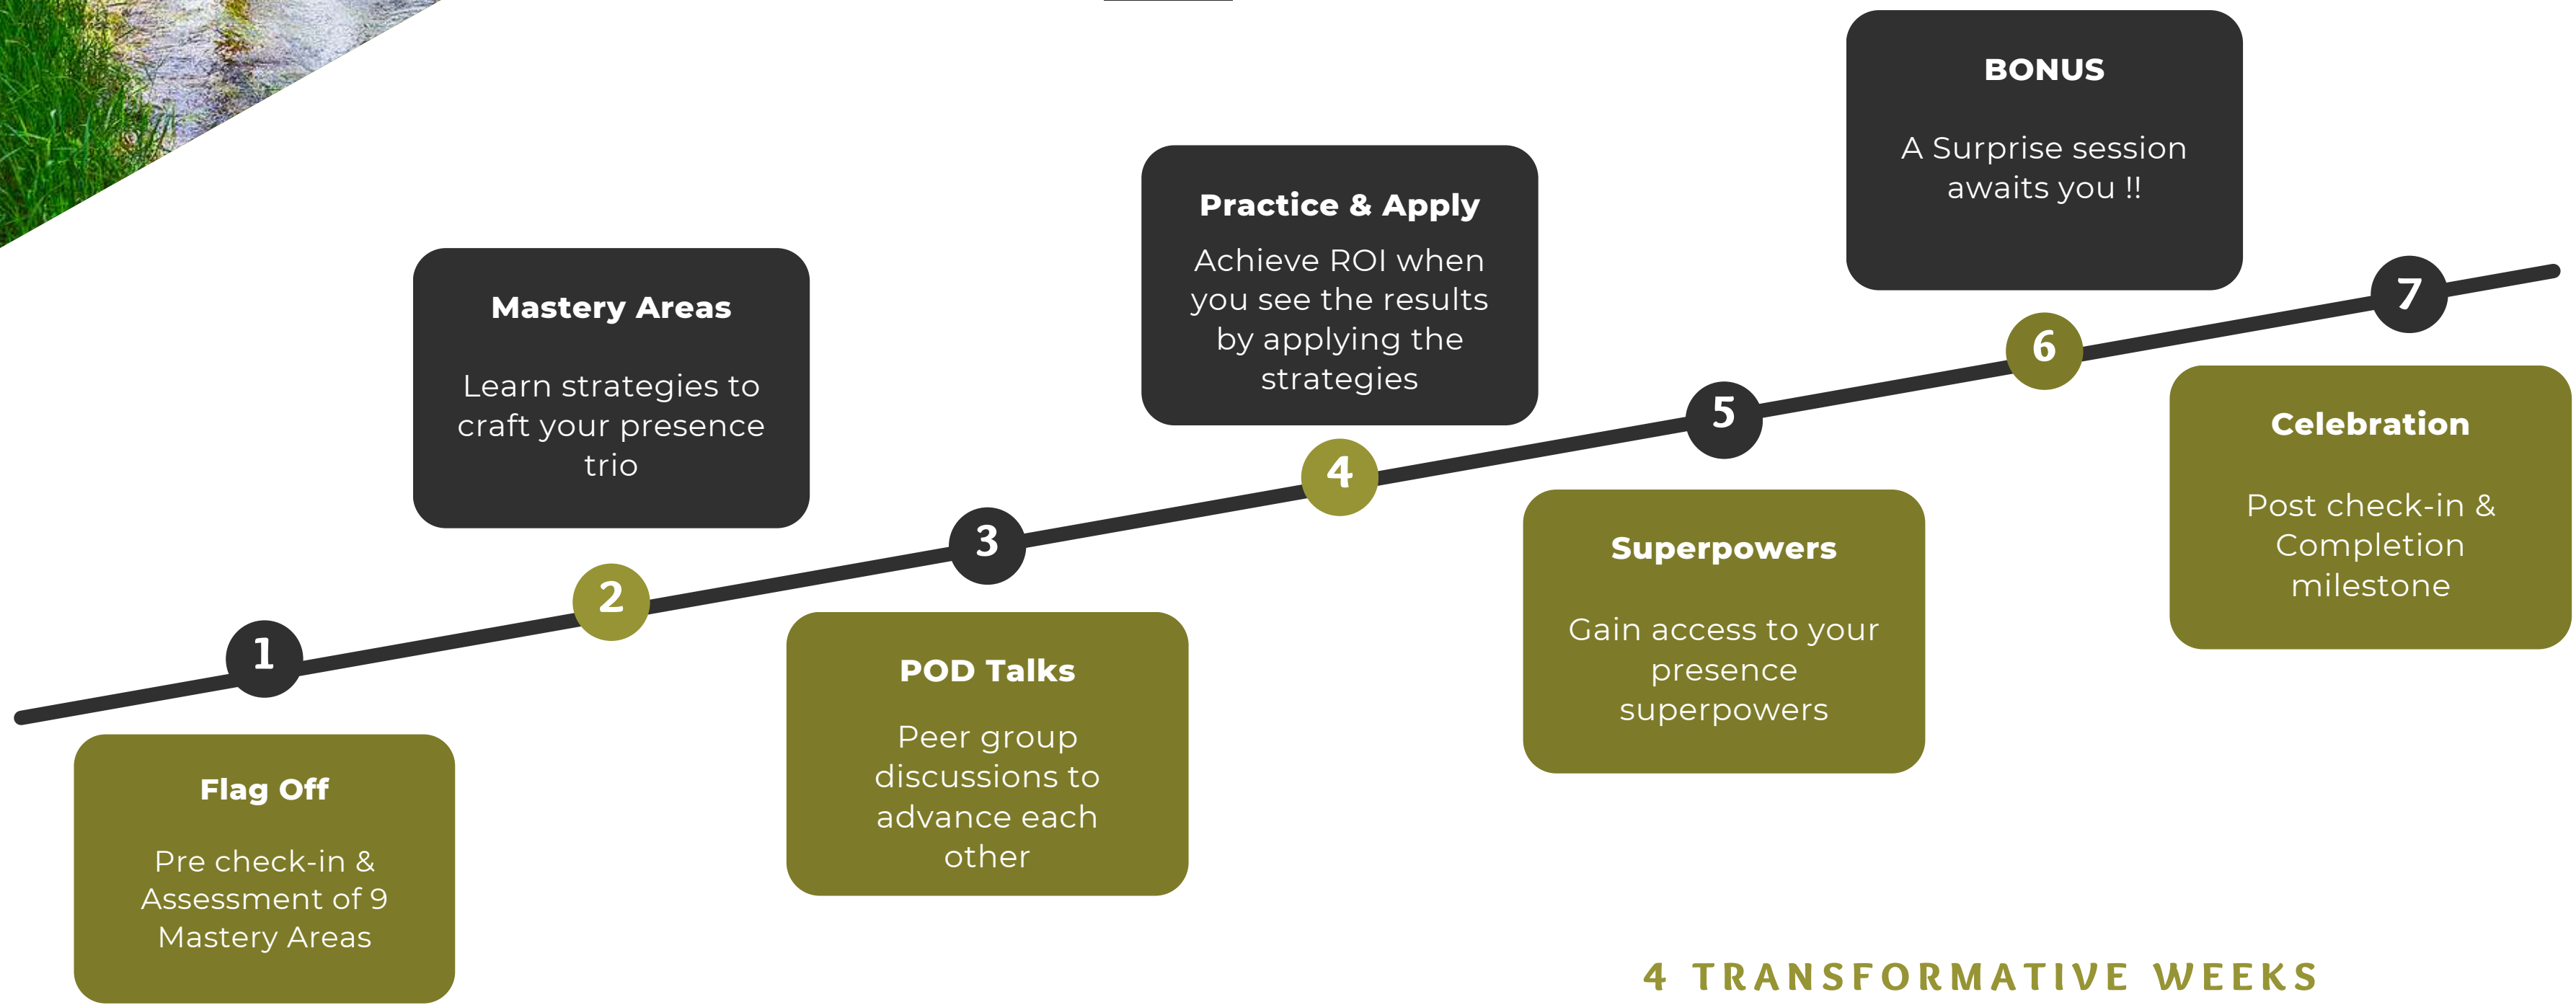 1
Flag Off
Pre check-in &
Assessment of 9
Mastery Areas
2
Mastery Areas
Learn strategies to
craft your presence
trio
3
POD Talks
Peer group
discussions to
advance each
other
4
Practice & Apply
Achieve ROI when
you see the results
by applying the
strategies
5
Superpowers
Gain access to your
presence
superpowers
6
BONUS
A Surprise session
awaits you !!
7
Celebration
Post check-in &
Completion
milestone
4 TRANSFORMATIVE WEEKS